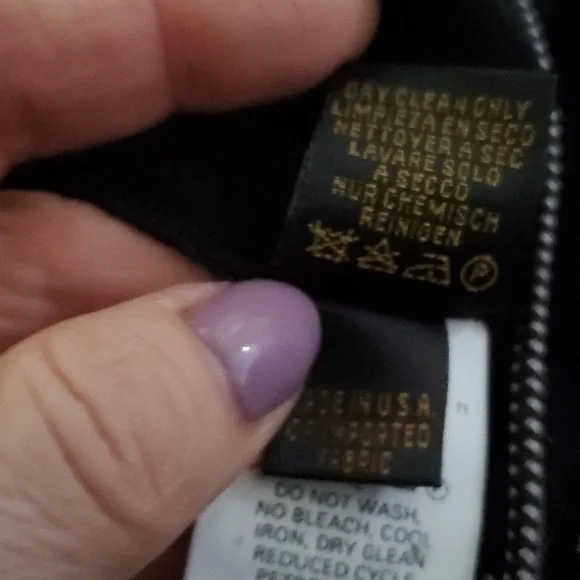 DRY CLEAN ONLY
LIMPIEZA EN SECO
NETTOYER A SEC
LAVARE SOLO
A SECCO
NUR CHEMISCH
REINIGEN
P
IN U.S.A.
IMPORTED
FABRIC
DO NOT WASH,
NO BLEACH, COOL
IRON, DRY CLEAN
REDUCED CYCLE